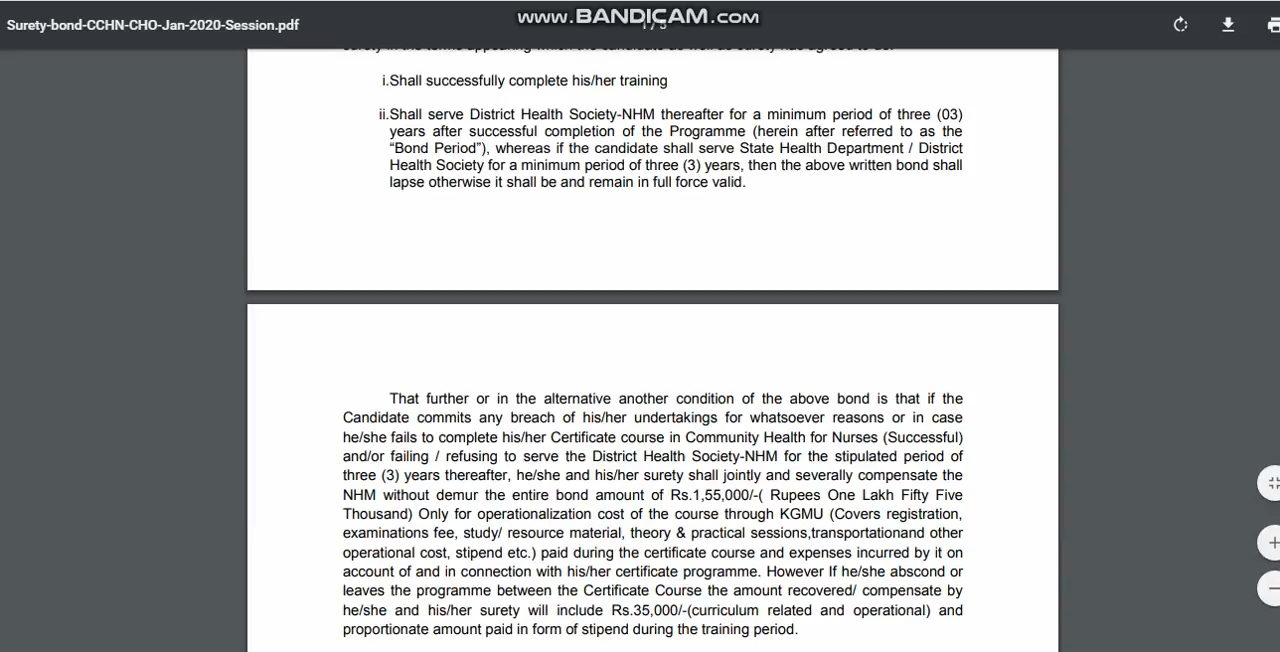 Surety-bond-CCHN-CHO-Jan-2020-Session.pdf
www.BANDICAM.com
i.Shall successfully complete his/her training
ii.Shall serve District Health Society-NHM thereafter for a minimum period of three (03)
years after successful completion of the Programme (herein after referred to as the
“Bond Period”), whereas if the candidate shall serve State Health Department / District
Health Society for a minimum period of three (3) years, then the above written bond shall
lapse otherwise it shall be and remain in full force valid.
That further or in the alternative another condition of the above bond is that if the
Candidate commits any breach of his/her undertakings for whatsoever reasons or in case
he/she fails to complete his/her Certificate course in Community Health for Nurses (Successful)
and/or failing / refusing to serve the District Health Society-NHM for the stipulated period of
three (3) years thereafter, he/she and his/her surety shall jointly and severally compensate the
NHM without demur the entire bond amount of Rs.1,55,000/-( Rupees One Lakh Fifty Five
Thousand) Only for operationalization cost of the course through KGMU (Covers registration,
examinations fee, study/ resource material, theory & practical sessions,transportationand other
operational cost, stipend etc.) paid during the certificate course and expenses incurred by it on
account of and in connection with his/her certificate programme. However If he/she abscond or
leaves the programme between the Certificate Course the amount recovered/ compensate by
he/she and his/her surety will include Rs.35,000/-(curriculum related and operational) and
proportionate amount paid in form of stipend during the training period.